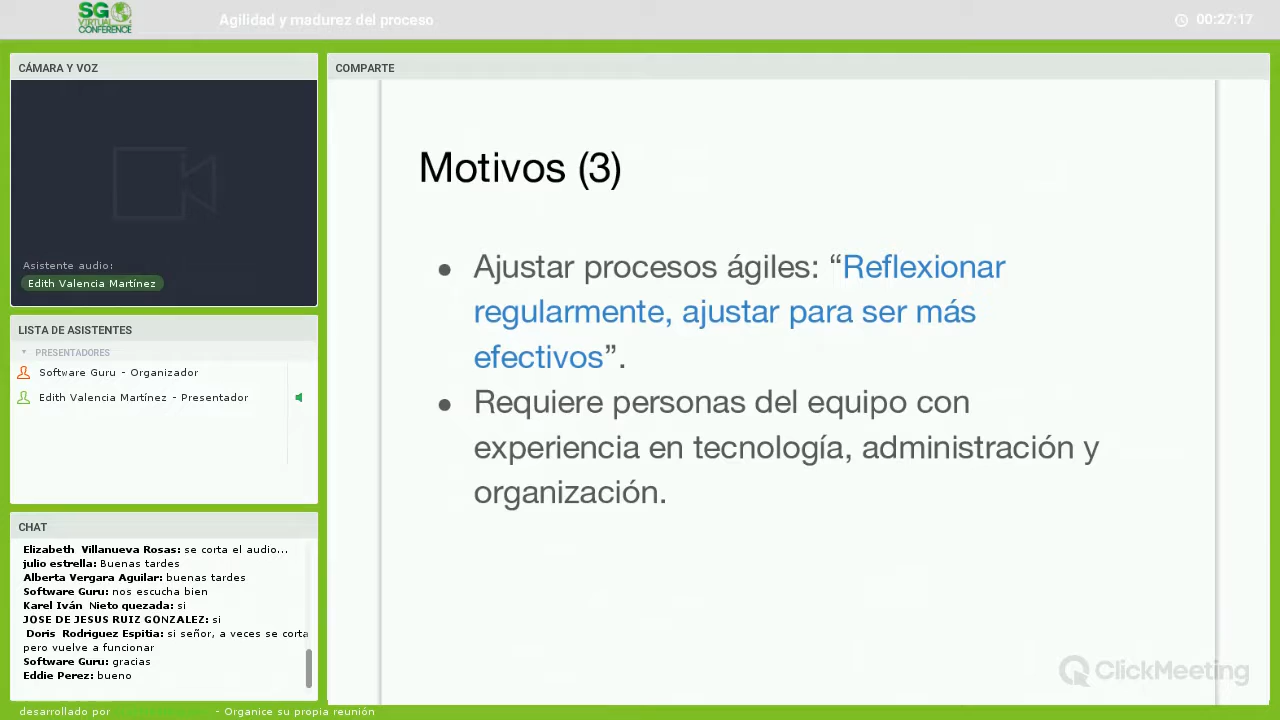 SG
VIRTUAL
CONFERENCE
Agilidad y madurez del proceso
00:27:17
CÁMARA Y VOZ
Asistente audio:
Edith Valencia Martínez
LISTA DE ASISTENTES
PRESENTADORES
Software Guru - Organizador
Edith Valencia Martínez - Presentador
CHAT
Elizabeth Villanueva Rosas: se corta el audio...
julio estrella: Buenas tardes
Alberta Vergara Aguilar: buenas tardes
Software Guru: nos escucha bien
Karel Iván Nieto quezada: si
JOSE DE JESUS RUIZ GONZALEZ: si
Doris Rodriguez Espitia: si señor, a veces se corta
pero vuelve a funcionar
Software Guru: gracias
Eddie Perez: bueno
COMPARTE
Motivos (3)
● Ajustar procesos ágiles: “Reflexionar
regularmente, ajustar para ser más
efectivos”.
● Requiere personas del equipo con
experiencia en tecnología, administración y
organización.
ClickMeeting
desarrollado por
- Organice su propia reunión